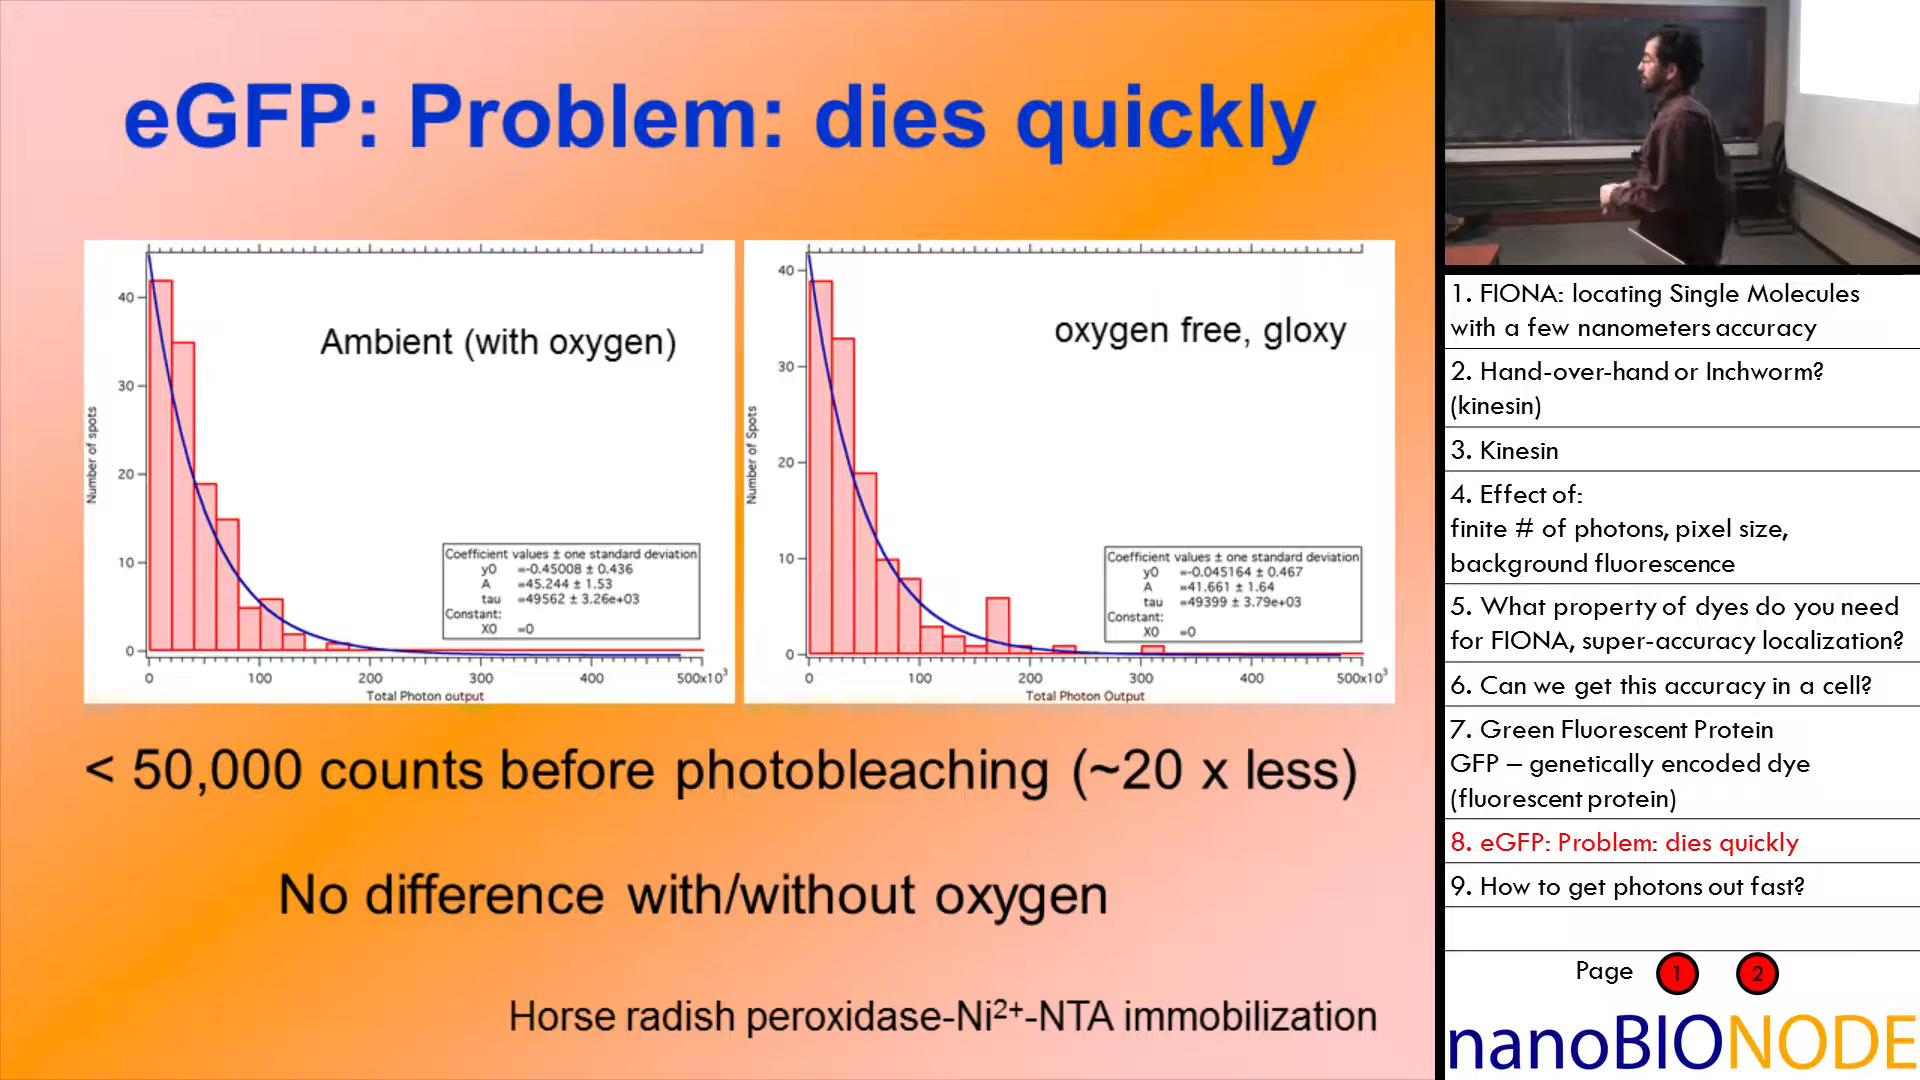 eGFP: Problem: dies quickly
Number of spots
40
30
20
10
0
Ambient (with oxygen)
Coefficient values ± one standard deviation
y0 =-0.45008 ± 0.436
A =45.244 ± 1.53
tau =49562 ± 3.26e+03
Constant:
X0 =0
0 100 200 300 400 500x10³
Total Photon output
Number of Spots
40
30
20
10
0
oxygen free, gloxy
Coefficient values ± one standard deviation
y0 =-0.045164 ± 0.467
A =41.661 ± 1.64
tau =49399 ± 3.79e+03
Constant:
X0 =0
0 100 200 300 400 500x10³
Total Photon Output
< 50,000 counts before photobleaching (~20 x less)
No difference with/without oxygen
Horse radish peroxidase-Ni²⁺-NTA immobilization
1. FIONA: locating Single Molecules
with a few nanometers accuracy
2. Hand-over-hand or Inchworm?
(kinesin)
3. Kinesin
4. Effect of:
finite # of photons, pixel size,
background fluorescence
5. What property of dyes do you need
for FIONA, super-accuracy localization?
6. Can we get this accuracy in a cell?
7. Green Fluorescent Protein
GFP – genetically encoded dye
(fluorescent protein)
8. eGFP: Problem: dies quickly
9. How to get photons out fast?
Page 1 2
nanoBIONODE